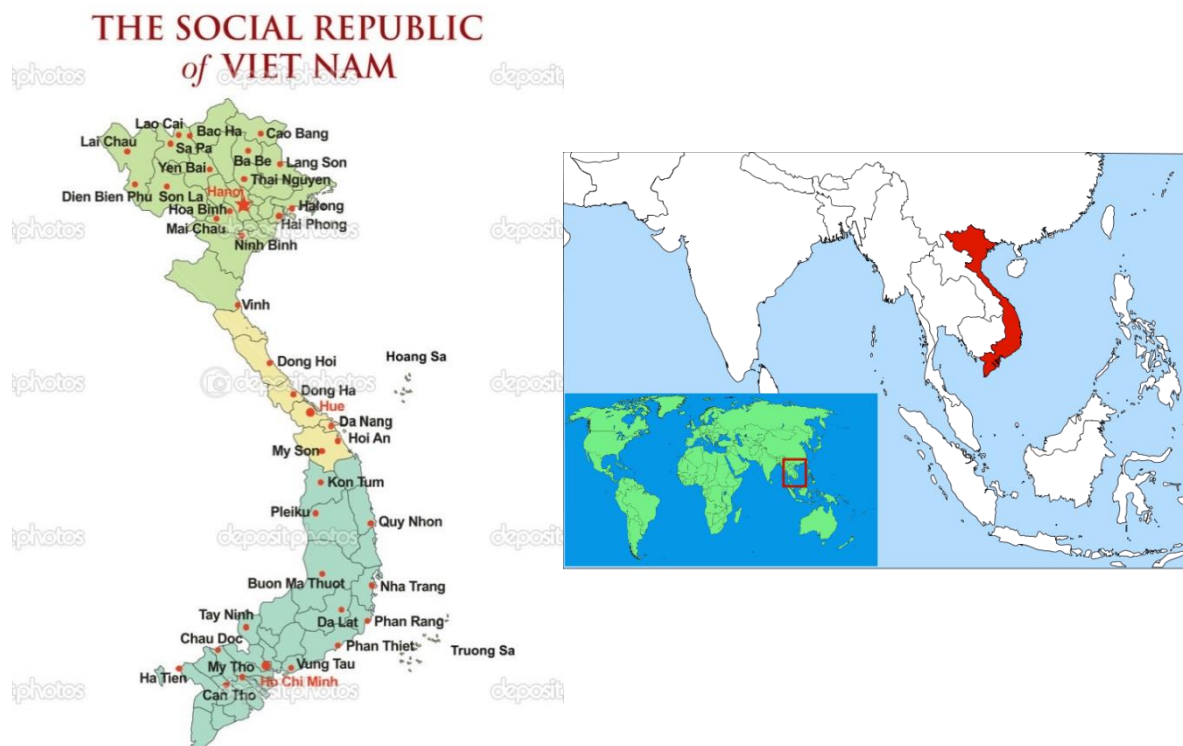 THE SOCIAL REPUBLIC
of VIET NAM
depositphotos
Lao Cai
Bac Ha
Cao Bang
Lai Chau
Sa Pa
Ba Be
Lang Son
Yen Bai
Thai Nguyen
Dien Bien Phu
Son La
Hanoi
Hoa Binh
Halong
Hai Phong
Mai Chau
Ninh Binh
Vinh
Dong Hoi
Hoang Sa
depositphotos
Dong Ha
Hue
Da Nang
Hoi An
My Son
Kon Tum
Pleiku
Quy Nhon
depositphotos
Buon Ma Thuot
Nha Trang
Tay Ninh
Da Lat
Phan Rang
Chau Doc
Phan Thiet
Truong Sa
My Tho
Vung Tau
Ha Tien
Ho Chi Minh
Can Tho